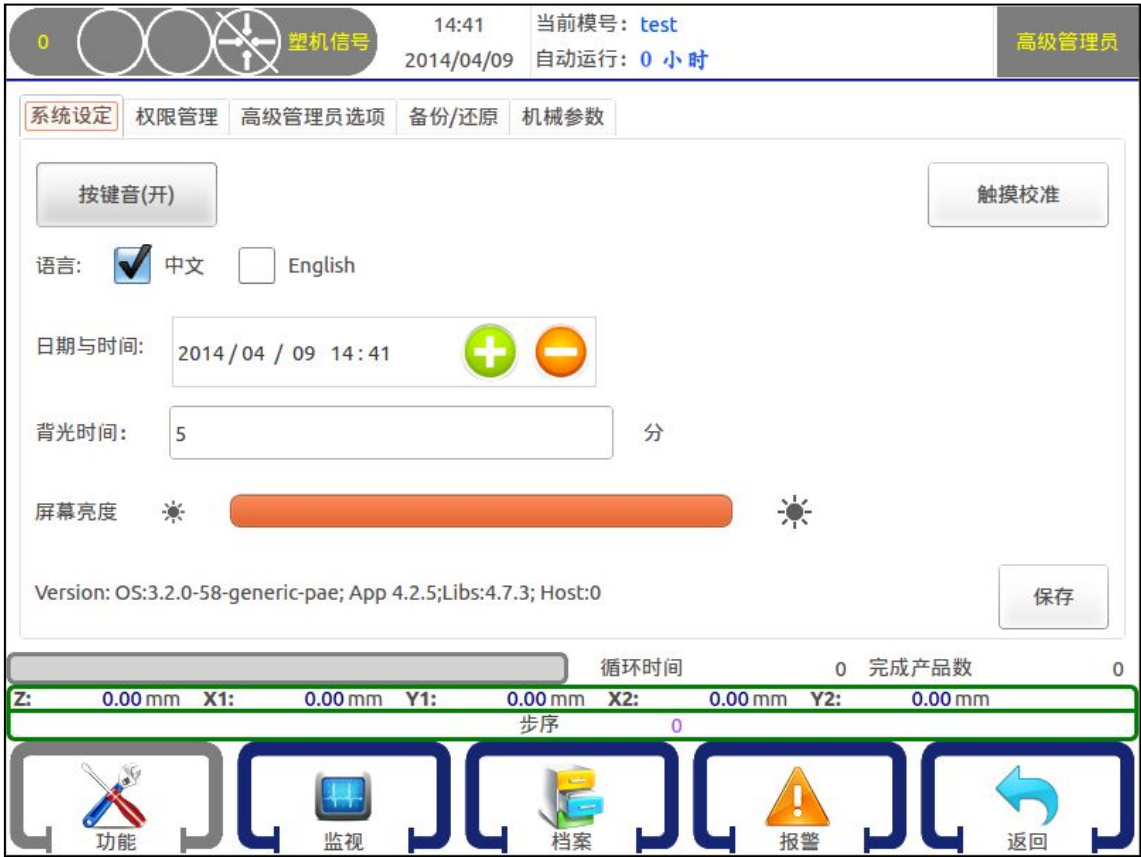 0 塑机信号 14:41 当前模号：test 高级管理员
2014/04/09 自动运行：0 小时
系统设定 权限管理 高级管理员选项 备份/还原 机械参数
按键音(开) 触摸校准
语言: 中文 English
日期与时间: 2014 / 04 / 09 14 : 41
背光时间： 5 分
屏幕亮度
Version: OS:3.2.0-58-generic-pae; App 4.2.5;Libs:4.7.3; Host:0 保存
循环时间 0 完成产品数 0
Z: 0.00 mm X1: 0.00 mm Y1: 0.00 mm X2: 0.00 mm Y2: 0.00 mm
步序 0
功能 监视 档案 报警 返回